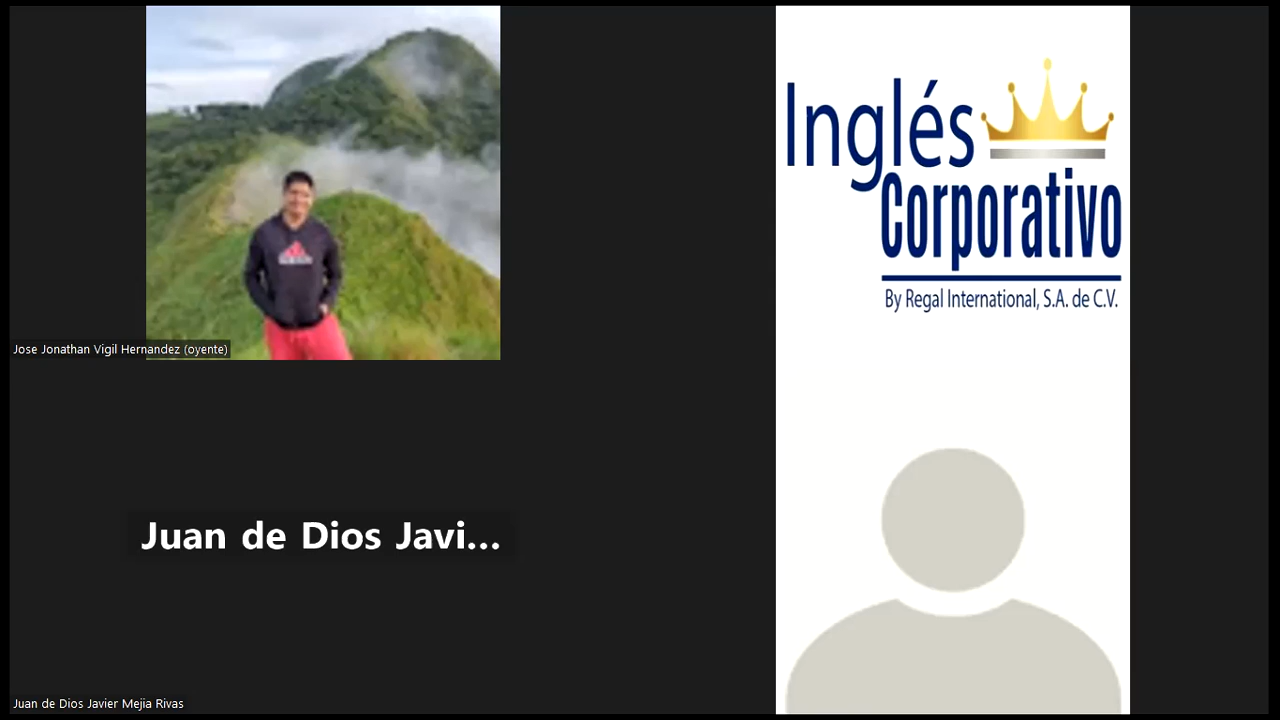 Inglés
Corporativo
By Regal International, S.A. de C.V.
Jose Jonathan Vigil Hernandez (oyente)
Juan de Dios Javi...
Juan de Dios Javier Mejia Rivas